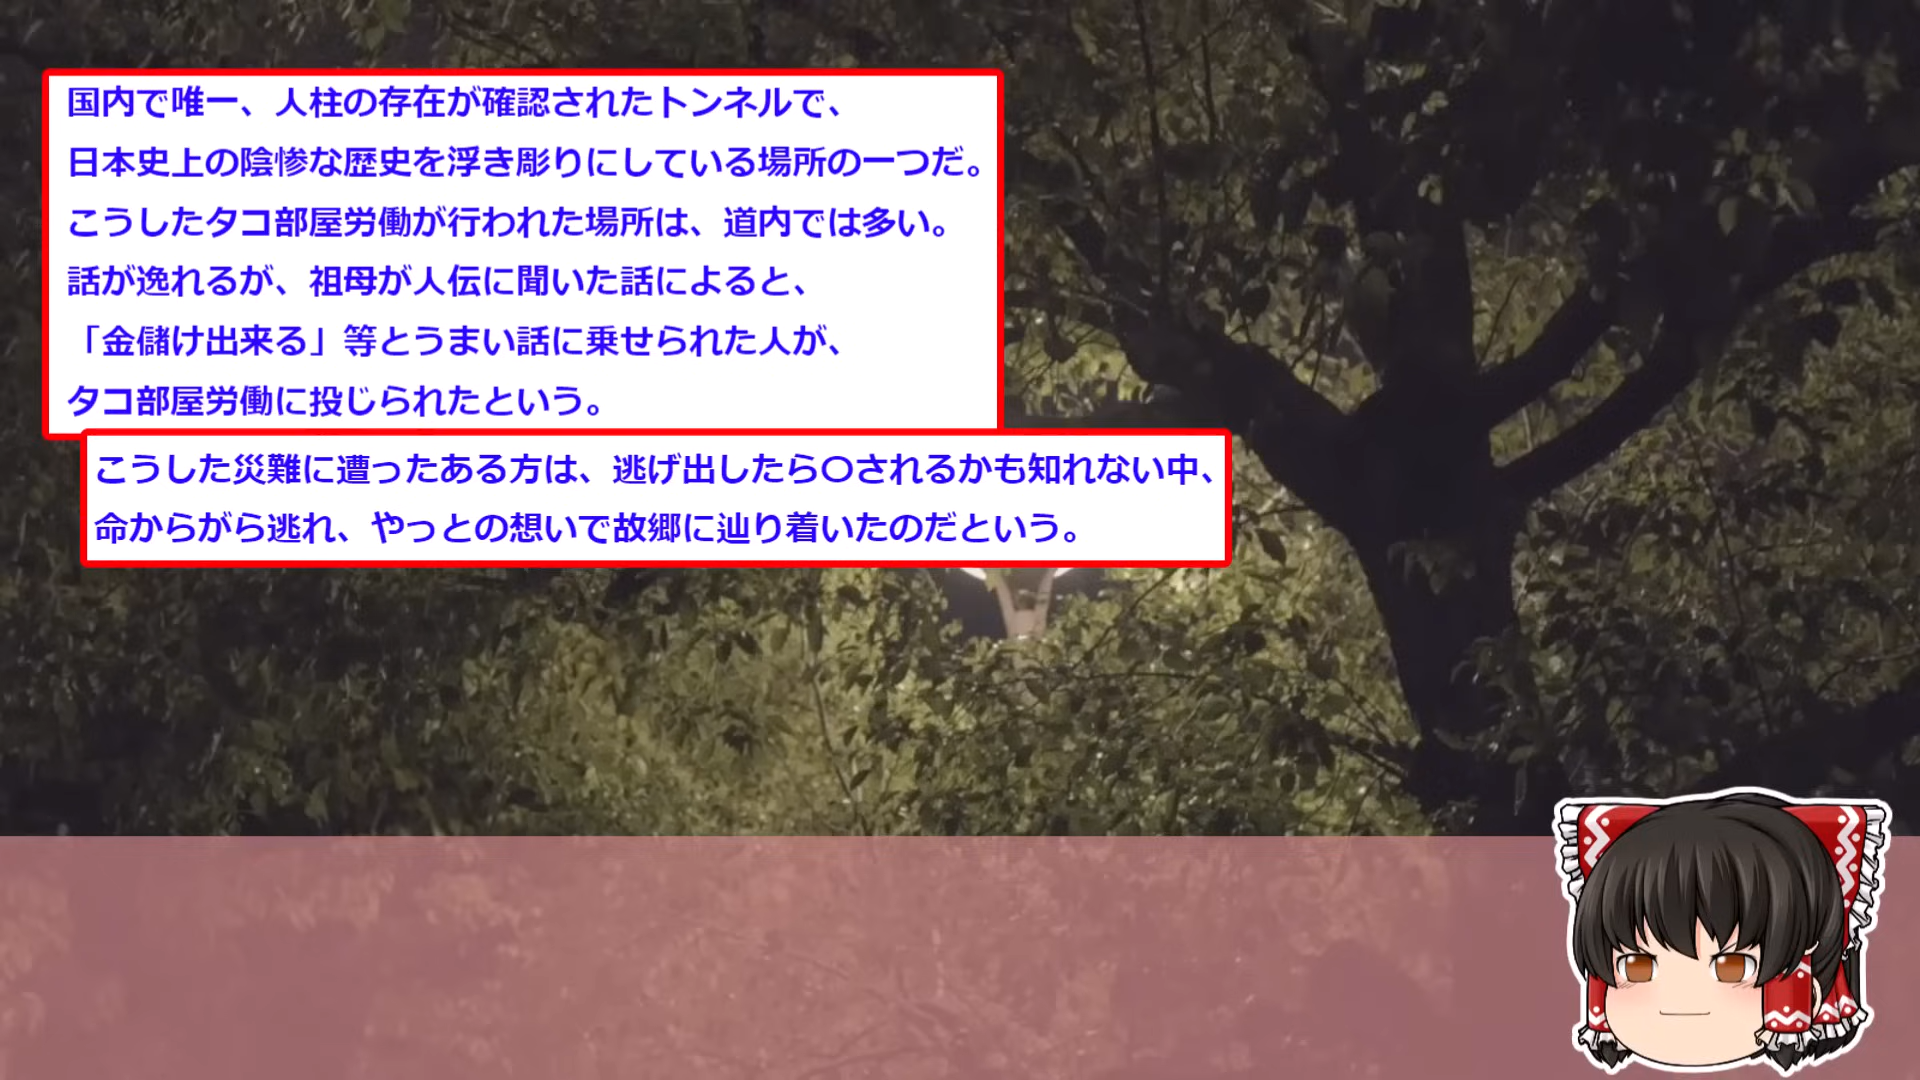 国内で唯一、人柱の存在が確認されたトンネルで、
日本史上の陰惨な歴史を浮き彫りにしている場所の一つだ。
こうしたタコ部屋労働が行われた場所は、道内では多い。
話が逸れるが、祖母が人伝に聞いた話によると、
「金儲け出来る」等とうまい話に乗せられた人が、
タコ部屋労働に投じられたという。
こうした災難に遭ったある方は、逃げ出したら〇されるかも知れない中、
命からがら逃れ、やっとの想いで故郷に辿り着いたのだという。